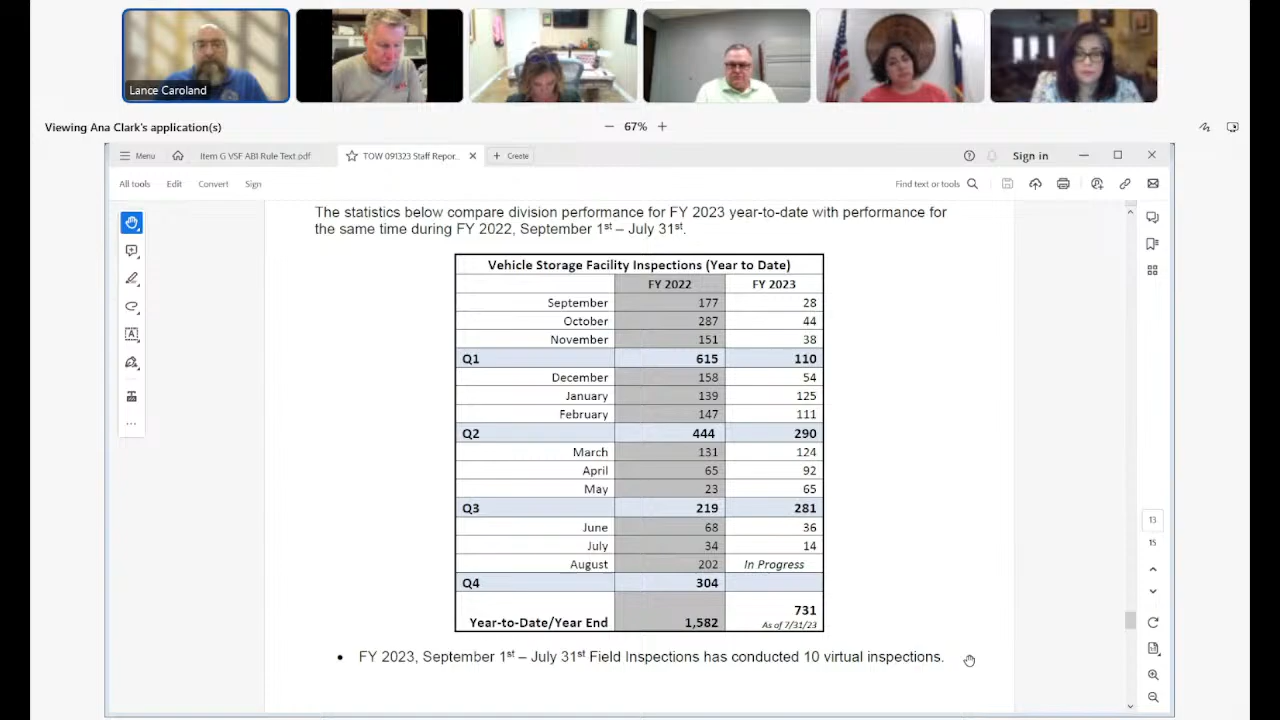 Lance Caroland
Viewing Ana Clark's application(s)
67%
Menu
Item G VSF AB1 Rule Text.pdf
TOW 091323 Staff Repor...
Create
Sign in
All tools
Edit
Convert
Sign
Find text or tools
The statistics below compare division performance for FY 2023 year-to-date with performance for
the same time during FY 2022, September 1st – July 31st.
Vehicle Storage Facility Inspections (Year to Date)
FY 2022 FY 2023
September 177 28
October 287 44
November 151 38
Q1 615 110
December 158 54
January 139 125
February 147 111
Q2 444 290
March 131 124
April 65 92
May 23 65
Q3 219 281
June 68 36
July 34 14
August 202 In Progress
Q4 304
Year-to-Date/Year End 1,582 731
As of 7/31/23
• FY 2023, September 1st – July 31st Field Inspections has conducted 10 virtual inspections.
13
15